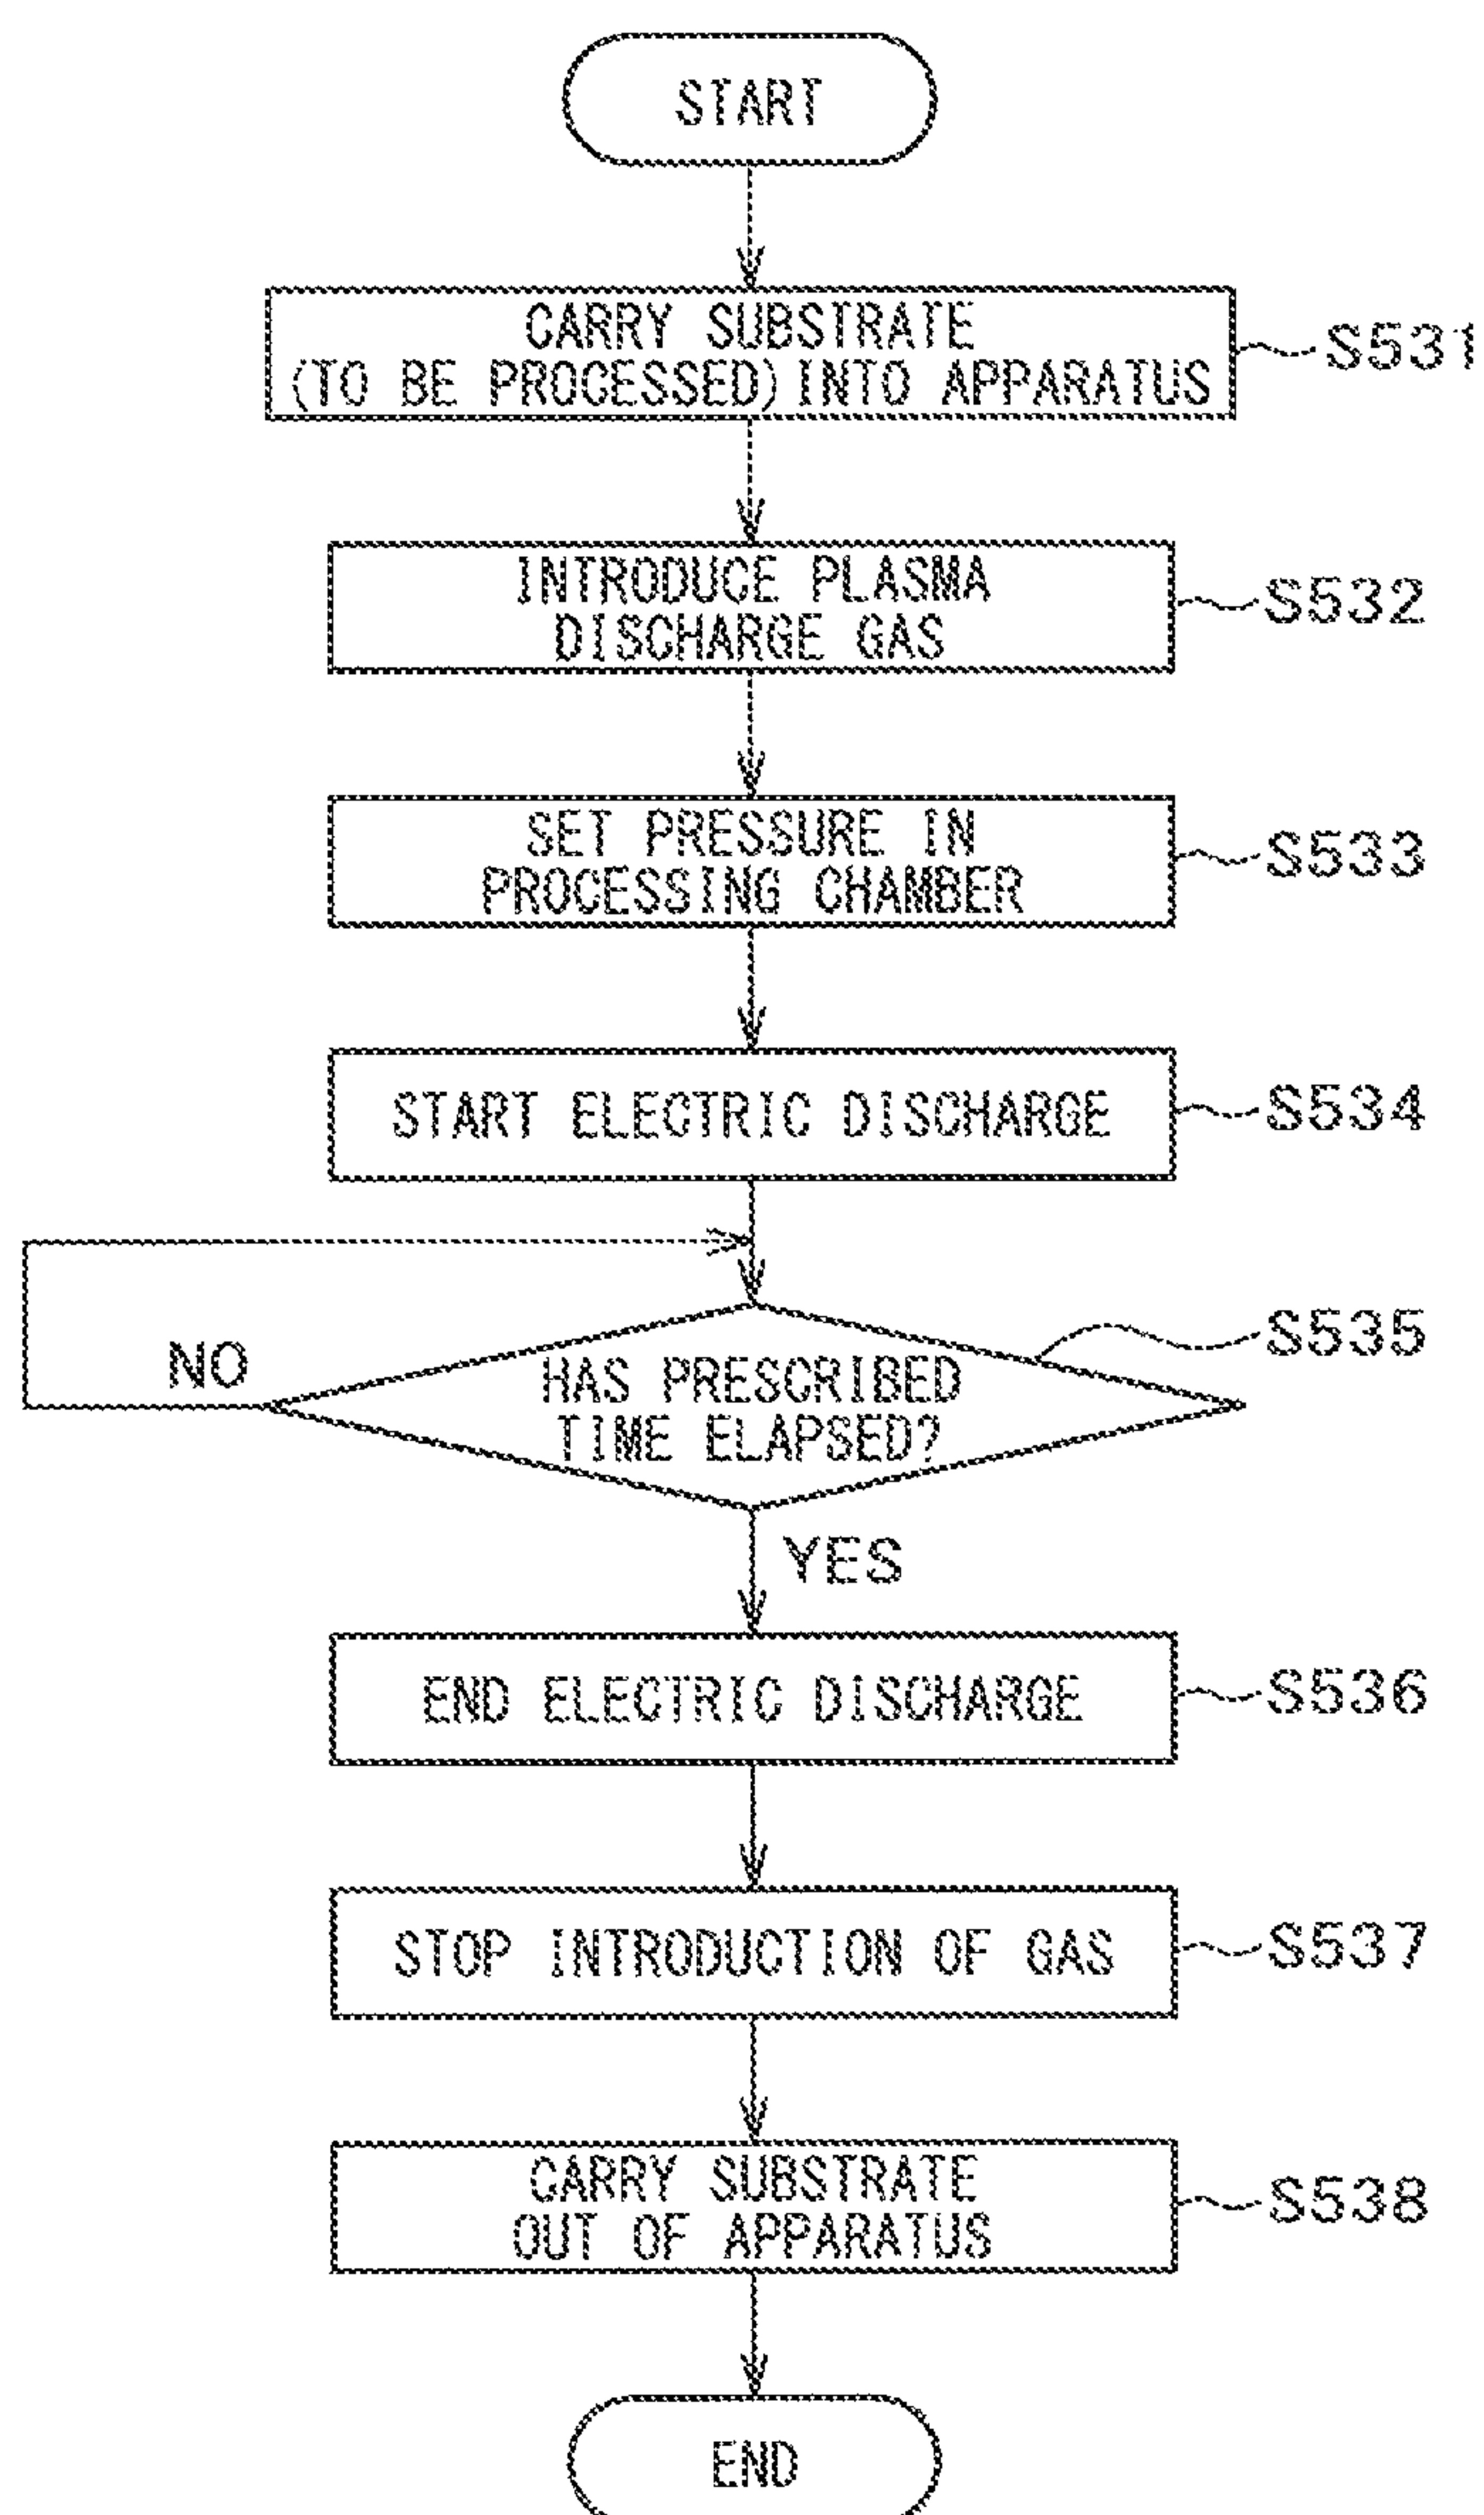 START
CARRY SUBSTRATE
(TO BE PROCESSED) INTO APPARATUS
S531
INTRODUCE PLASMA
DISCHARGE GAS
S532
SET PRESSURE IN
PROCESSING CHAMBER
S533
START ELECTRIC DISCHARGE
S534
S535
NO
HAS PRESCRIBED
TIME ELAPSED?
YES
END ELECTRIC DISCHARGE
S536
STOP INTRODUCTION OF GAS
S537
CARRY SUBSTRATE
OUT OF APPARATUS
S538
END